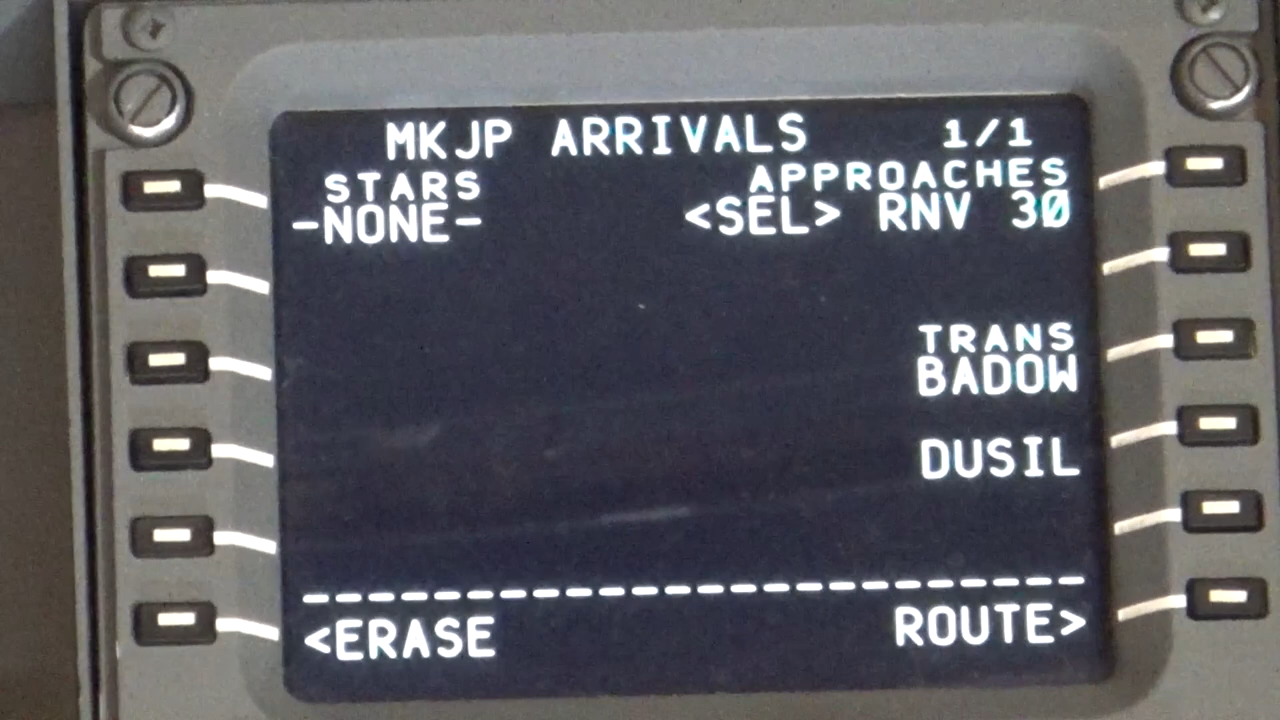 MKJP ARRIVALS 1/1
STARS APPROACHES
-NONE- <SEL> RNV 30
TRANS
BADOW
DUSIL
--------------------------
<ERASE ROUTE>